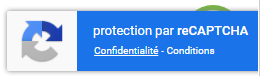 protection par reCAPTCHA
Confidentialité - Conditions